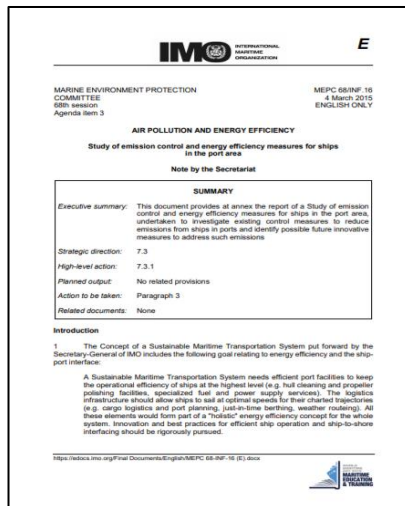 IMO
INTERNATIONAL
MARITIME
ORGANIZATION
E
MARINE ENVIRONMENT PROTECTION
COMMITTEE
68th session
Agenda item 3
MEPC 68/INF.16
4 March 2015
ENGLISH ONLY
AIR POLLUTION AND ENERGY EFFICIENCY
Study of emission control and energy efficiency measures for ships
in the port area
Note by the Secretariat
SUMMARY
Executive summary: This document provides at annex the report of a Study of emission
control and energy efficiency measures for ships in the port area,
undertaken to investigate existing control measures to reduce
emissions from ships in ports and identify possible future innovative
measures to address such emissions
Strategic direction: 7.3
High-level action: 7.3.1
Planned output: No related provisions
Action to be taken: Paragraph 3
Related documents: None
Introduction
1 The Concept of a Sustainable Maritime Transportation System put forward by the
Secretary-General of IMO includes the following goal relating to energy efficiency and the ship-
port interface:
A Sustainable Maritime Transportation System needs efficient port facilities to keep
the operational efficiency of ships at the highest level (e.g. hull cleaning and propeller
polishing facilities, specialized fuel and power supply services). The logistics
infrastructure should allow ships to sail at optimal speeds for their charted trajectories
(e.g. cargo logistics and port planning, just-in-time berthing, weather routeing). All
these elements would form part of a "holistic" energy efficiency concept for the whole
system. Innovation and best practices for efficient ship operation and ship-to-shore
interfacing should be rigorously pursued.
https://edocs.imo.org/Final Documents/English/MEPC 68-INF-16 (E).docx
MARITIME
EDUCATION
& TRAINING